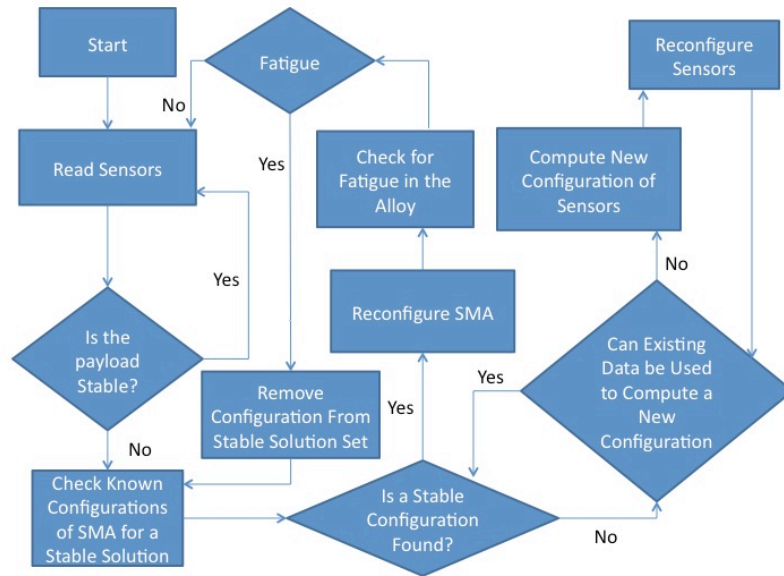 Start
Fatigue
Reconfigure
Sensors
No
Read Sensors
Yes
Check for
Fatigue in the
Alloy
Compute New
Configuration of
Sensors
Yes
No
Is the
payload
Stable?
Reconfigure SMA
Can Existing
Data be Used
to Compute a
New
Configuration
Remove
Configuration From
Stable Solution Set
Yes
Yes
No
Check Known
Configurations
of SMA for a
Stable Solution
Is a Stable
Configuration
Found?
No